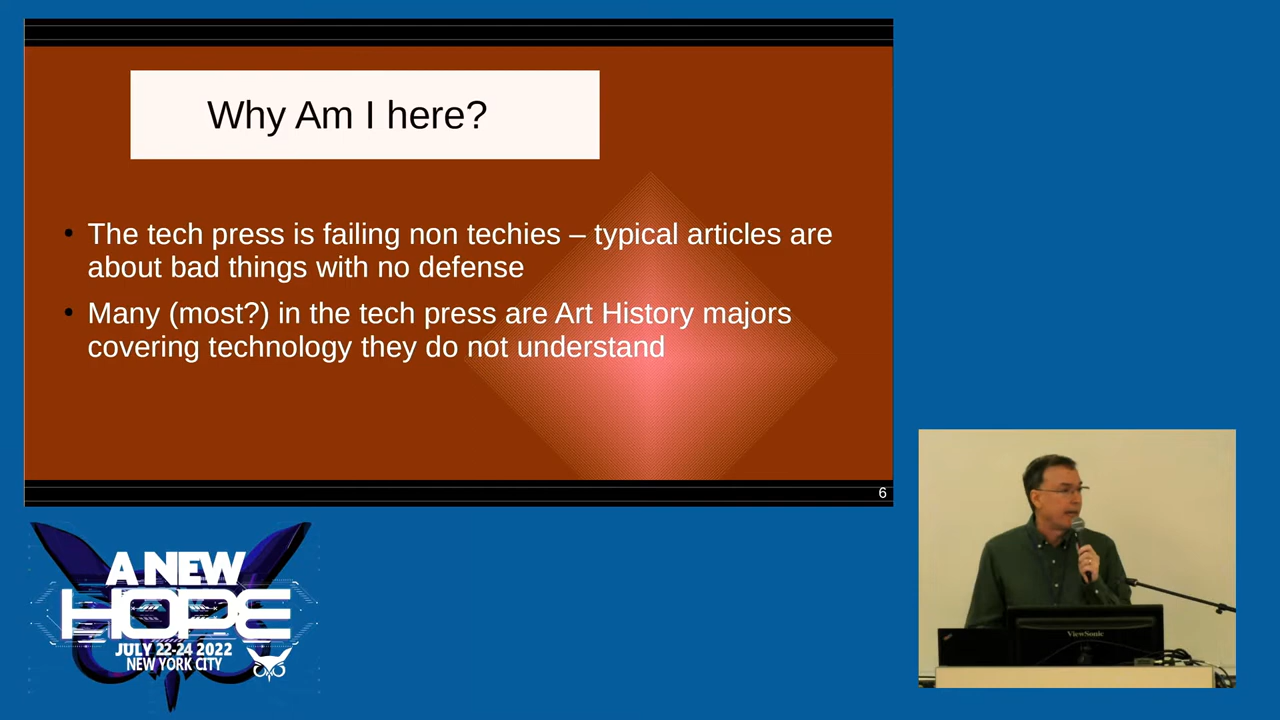 Why Am I here?
• The tech press is failing non techies – typical articles are
about bad things with no defense
• Many (most?) in the tech press are Art History majors
covering technology they do not understand
6
A NEW
HOPE
JULY 22-24 2022
NEW YORK CITY
ViewSonic